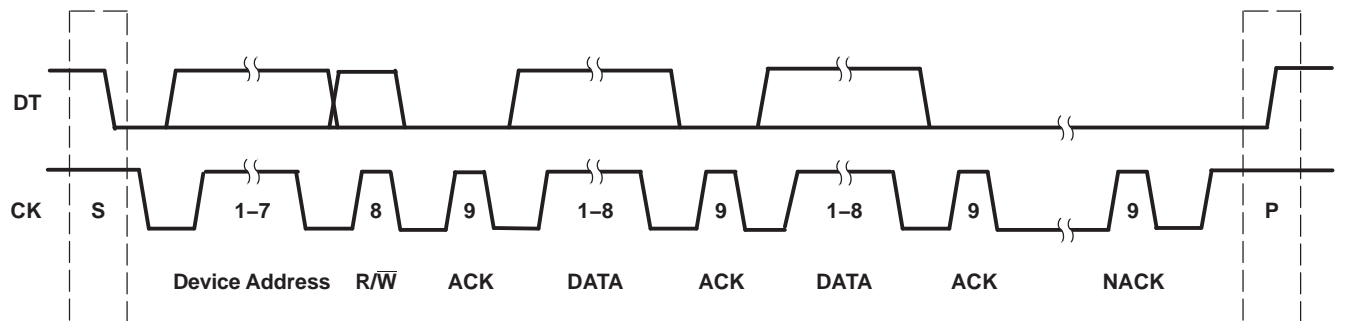 DT
CK S 1–7 8 9 1–8 9 1–8 9 9 P
Device Address R/W̅ ACK DATA ACK DATA ACK NACK